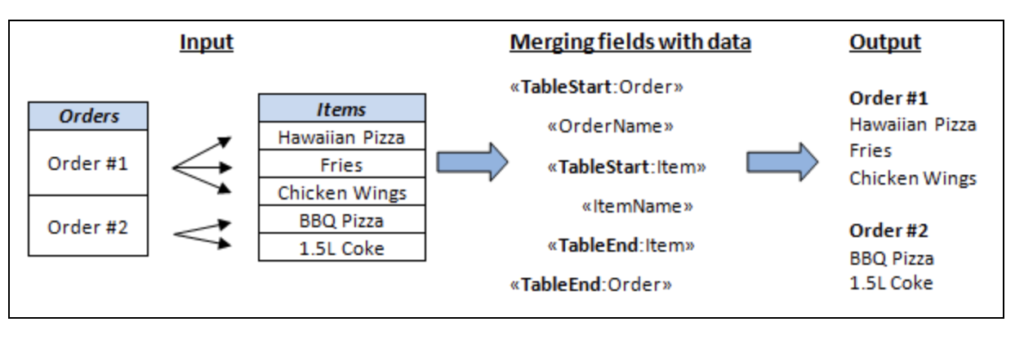 Input
Orders
Order #1
Order #2
Items
Hawaiian Pizza
Fries
Chicken Wings
BBQ Pizza
1.5L Coke
Merging fields with data
«TableStart:Order»
«OrderName»
«TableStart:Item»
«ItemName»
«TableEnd:Item»
«TableEnd:Order»
Output
Order #1
Hawaiian Pizza
Fries
Chicken Wings
Order #2
BBQ Pizza
1.5L Coke